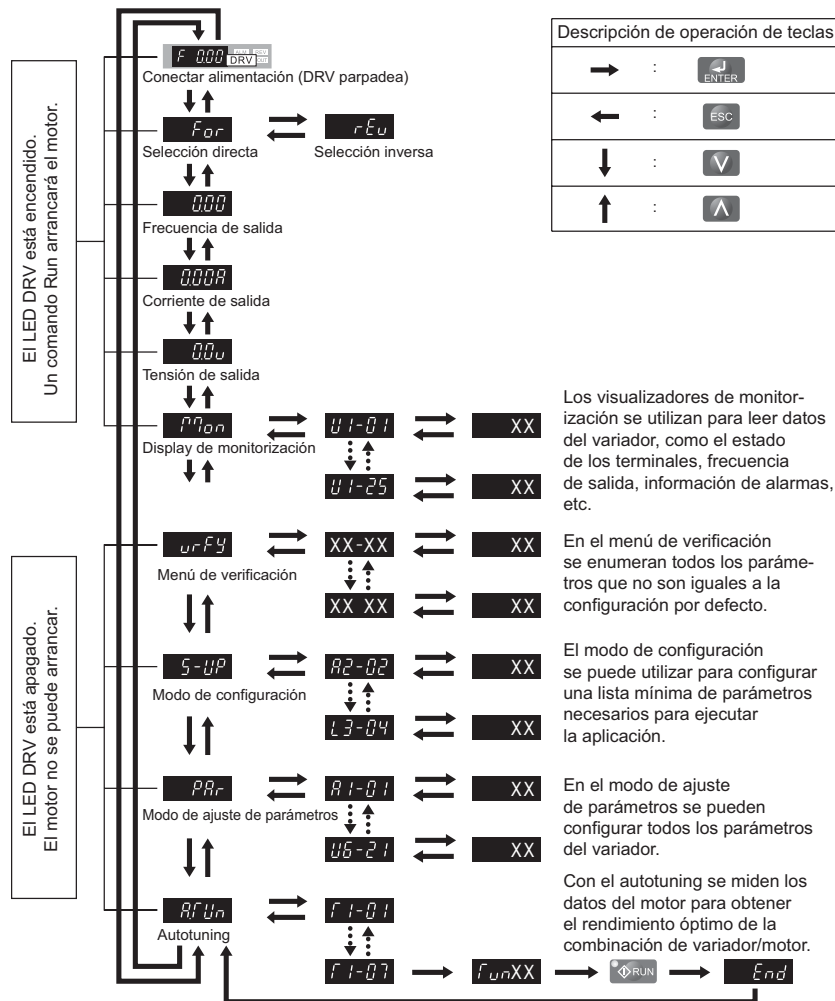 F 0.00 ALM REV DRV OUT
Conectar alimentación (DRV parpadea)
For
rEv
Selección directa
Selección inversa
0.00
Frecuencia de salida
0.00A
Corriente de salida
0.0v
Tensión de salida
Mon
U1-01
XX
Display de monitorización
U1-25
XX
El LED DRV está encendido.
Un comando Run arrancará el motor.
Descripción de operación de teclas
: ENTER
: ESC
: V
: Λ
Los visualizadores de monitor-
ización se utilizan para leer datos
del variador, como el estado
de los terminales, frecuencia
de salida, información de alarmas,
etc.
vrFY
XX-XX
XX
Menú de verificación
XX XX
XX
En el menú de verificación
se enumeran todos los paráme-
tros que no son iguales a la
configuración por defecto.
S-UP
A2-02
XX
Modo de configuración
L3-04
XX
El modo de configuración
se puede utilizar para configurar
una lista mínima de parámetros
necesarios para ejecutar
la aplicación.
PAr
A1-01
XX
Modo de ajuste de parámetros
U6-21
XX
En el modo de ajuste
de parámetros se pueden
configurar todos los parámetros
del variador.
A.TUn
T1-01
Autotuning
T1-07
TunXX
RUN
End
Con el autotuning se miden los
datos del motor para obtener
el rendimiento óptimo de la
combinación de variador/motor.
El LED DRV está apagado.
El motor no se puede arrancar.